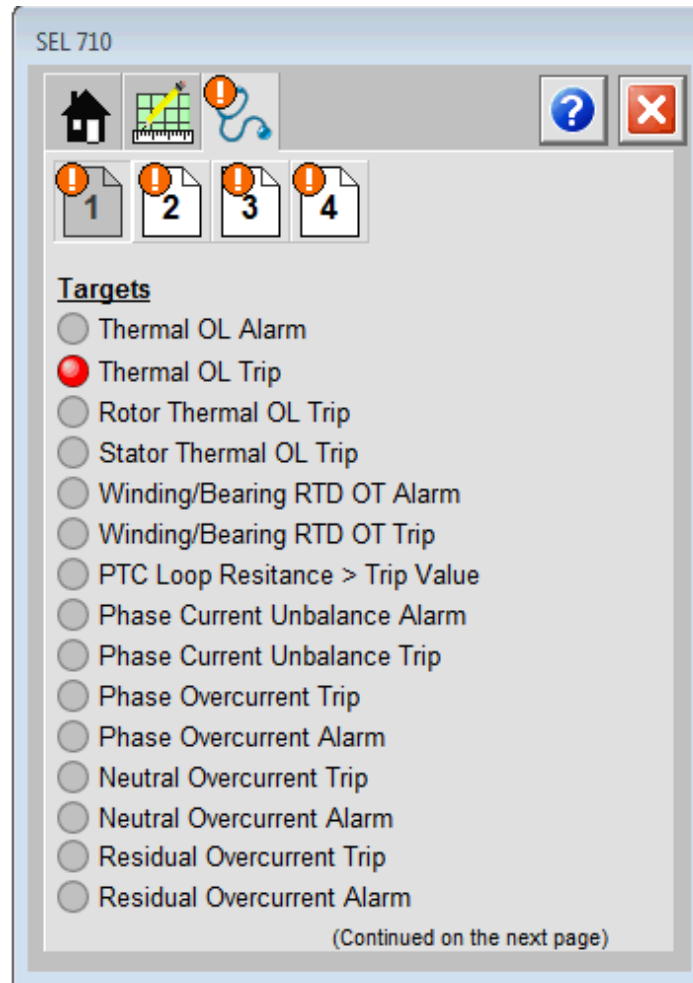 SEL 710
1 2 3 4
Targets
Thermal OL Alarm
Thermal OL Trip
Rotor Thermal OL Trip
Stator Thermal OL Trip
Winding/Bearing RTD OT Alarm
Winding/Bearing RTD OT Trip
PTC Loop Resitance > Trip Value
Phase Current Unbalance Alarm
Phase Current Unbalance Trip
Phase Overcurrent Trip
Phase Overcurrent Alarm
Neutral Overcurrent Trip
Neutral Overcurrent Alarm
Residual Overcurrent Trip
Residual Overcurrent Alarm
(Continued on the next page)